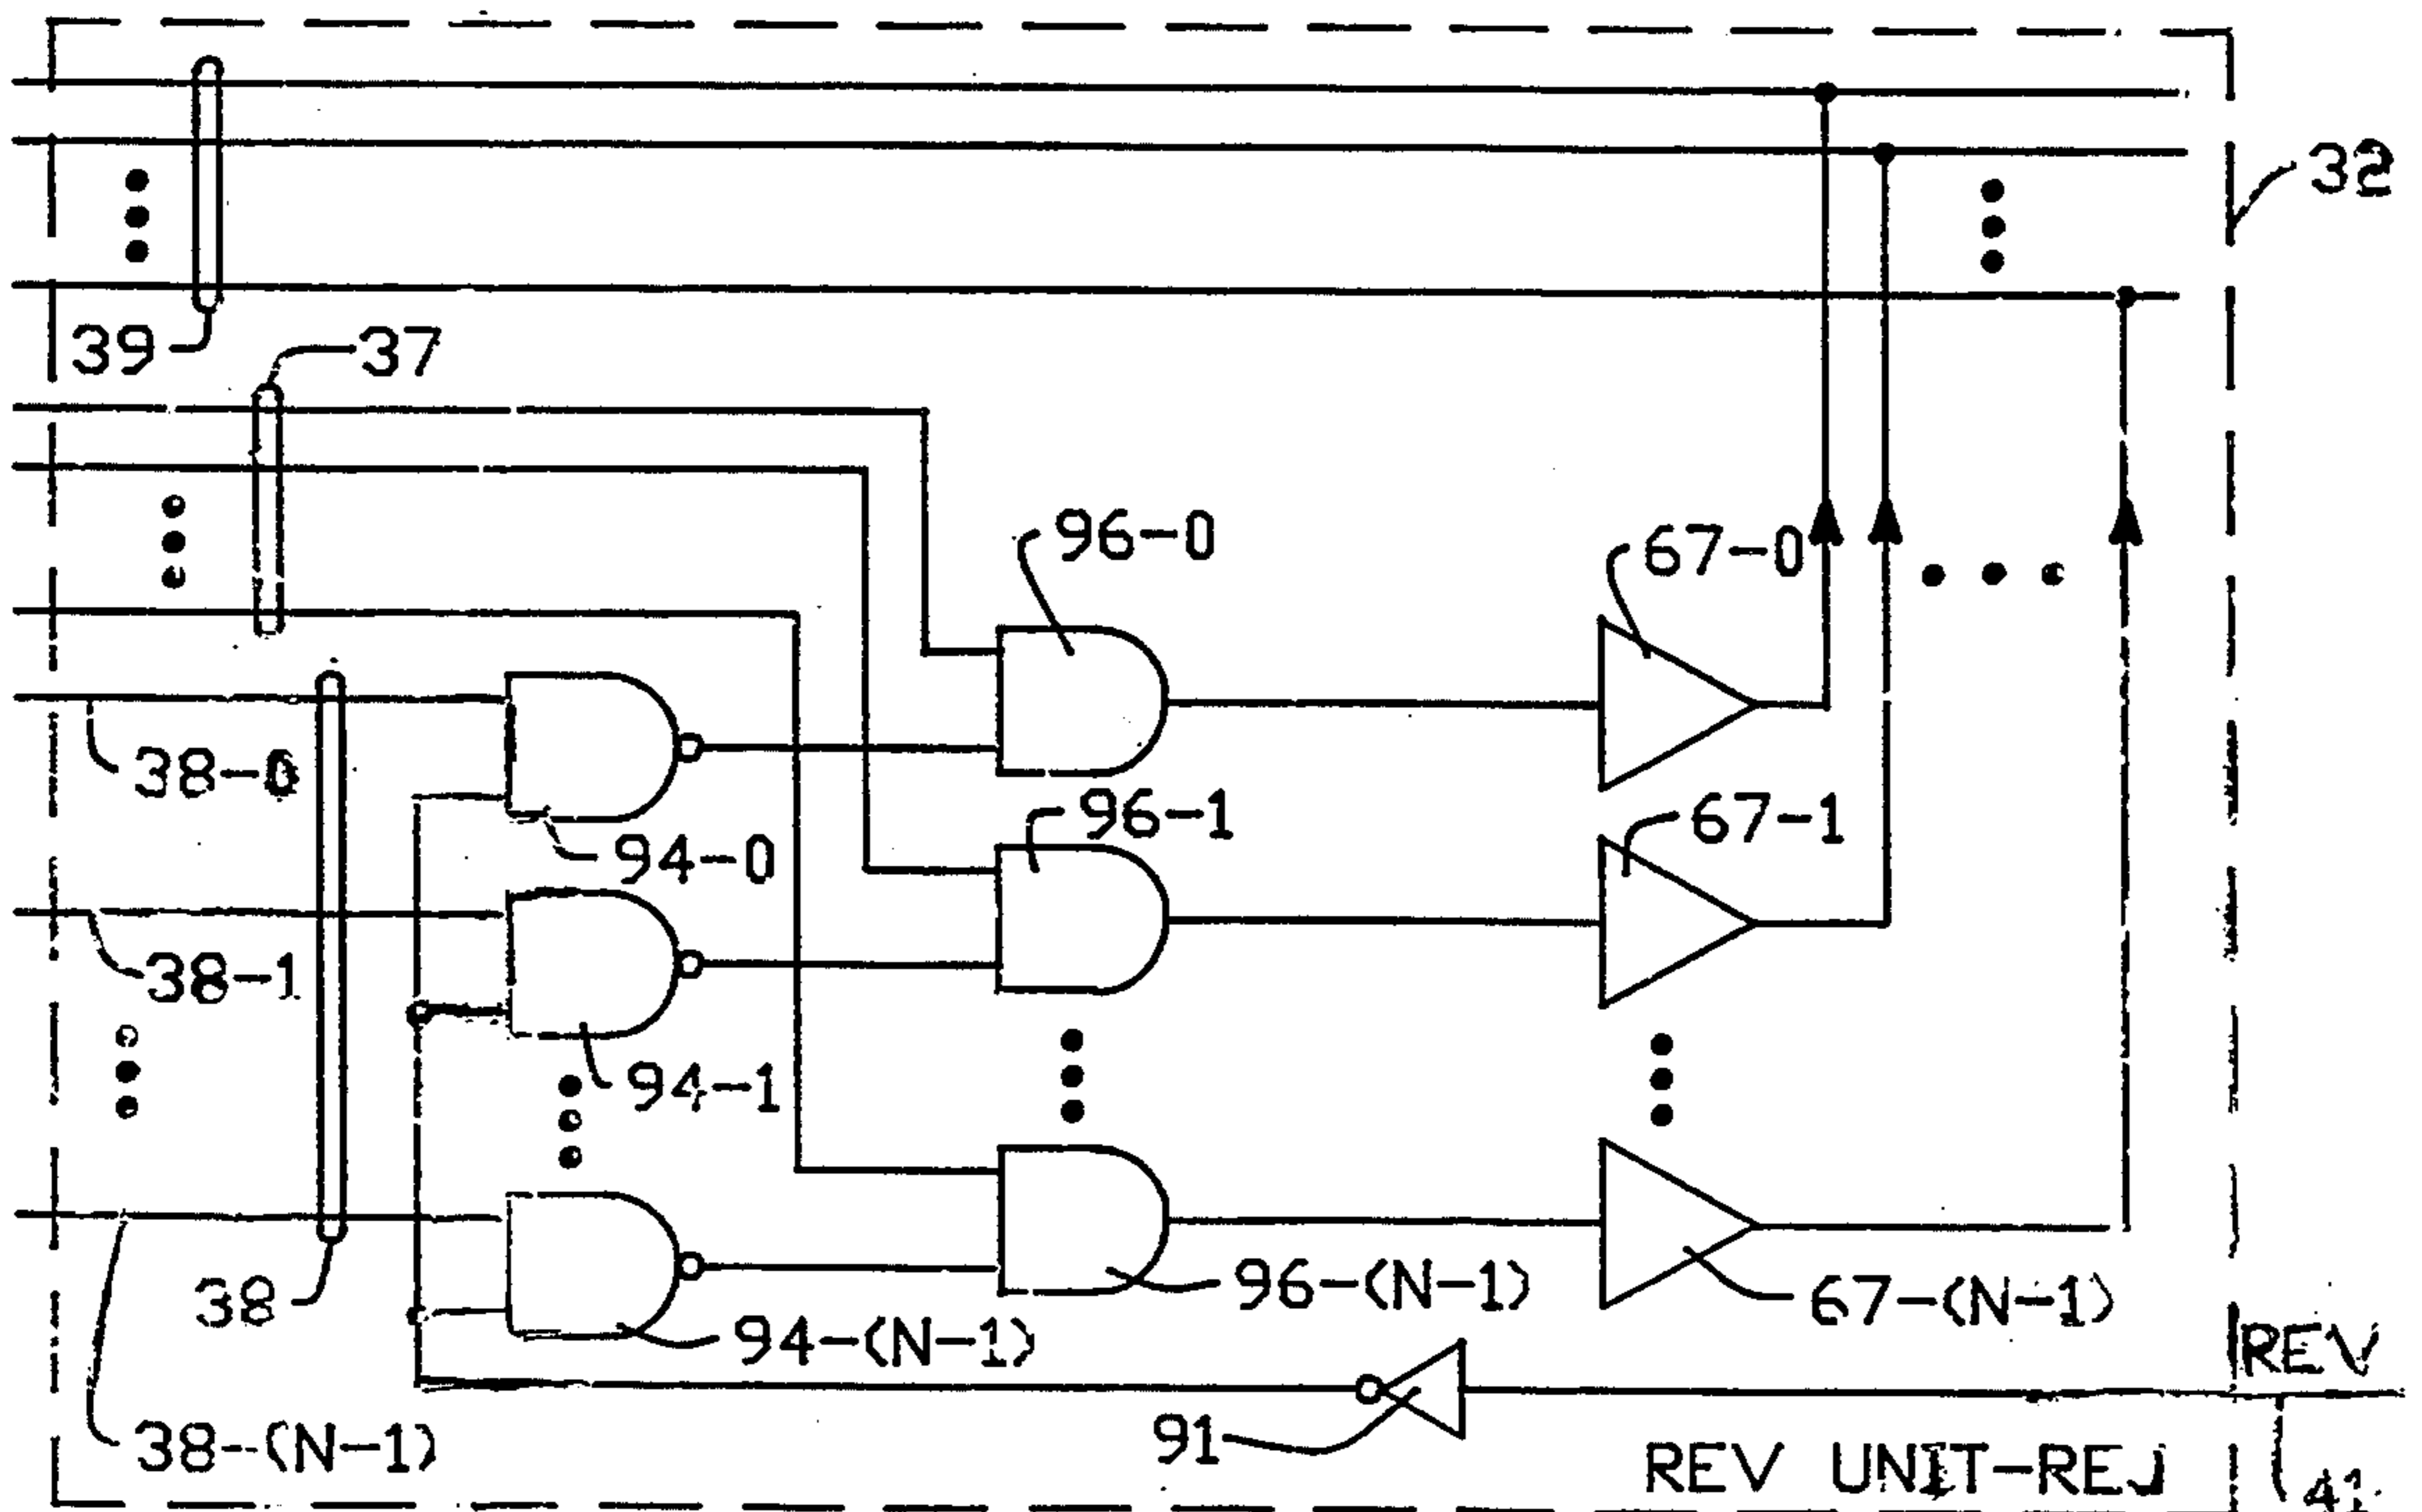 32
39
37
96-0
67-0
38-0
96-1
67-1
94-0
38-1
94-1
38
96-(N-1)
67-(N-1)
94-(N-1)
REV
91
38--(N-1)
REV UNIT-REJ
41